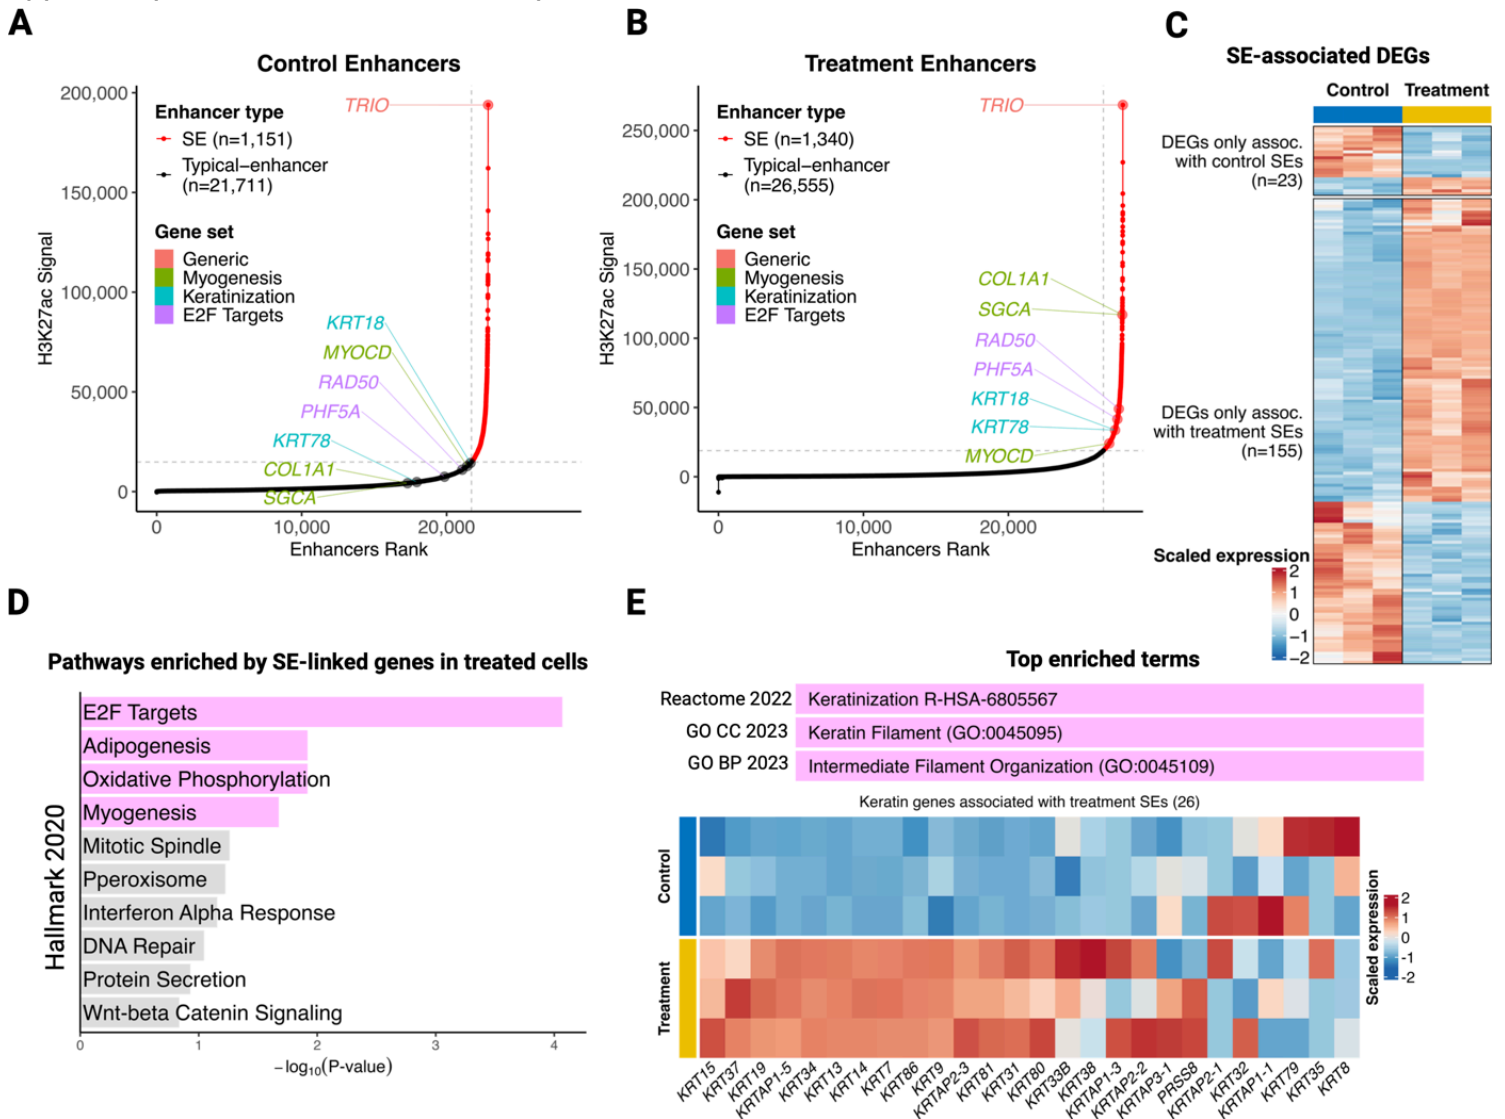 A
Control Enhancers
H3K27ac Signal
200,000
150,000
100,000
50,000
0
Enhancer type
SE (n=1,151)
Typical−enhancer
(n=21,711)
Gene set
Generic
Myogenesis
Keratinization
E2F Targets
TRIO
KRT18
MYOCD
RAD50
PHF5A
KRT78
COL1A1
SGCA
0
10,000
20,000
Enhancers Rank
B
Treatment Enhancers
H3K27ac Signal
250,000
200,000
150,000
100,000
50,000
0
Enhancer type
SE (n=1,340)
Typical−enhancer
(n=26,555)
Gene set
Generic
Myogenesis
Keratinization
E2F Targets
TRIO
COL1A1
SGCA
RAD50
PHF5A
KRT18
KRT78
MYOCD
0
10,000
20,000
Enhancers Rank
C
SE-associated DEGs
Control Treatment
DEGs only assoc.
with control SEs
(n=23)
DEGs only assoc.
with treatment SEs
(n=155)
Scaled expression
2
1
0
−1
−2
D
Pathways enriched by SE-linked genes in treated cells
Hallmark 2020
E2F Targets
Adipogenesis
Oxidative Phosphorylation
Myogenesis
Mitotic Spindle
Pperoxisome
Interferon Alpha Response
DNA Repair
Protein Secretion
Wnt-beta Catenin Signaling
0 1 2 3 4
−log10(P-value)
E
Top enriched terms
Reactome 2022 Keratinization R-HSA-6805567
GO CC 2023 Keratin Filament (GO:0045095)
GO BP 2023 Intermediate Filament Organization (GO:0045109)
Keratin genes associated with treatment SEs (26)
Control
Treatment
Scaled expression
2
1
0
-1
-2
KRT15
KRT37
KRT19
KRTAP1-5
KRT34
KRT13
KRT14
KRT7
KRT86
KRT9
KRTAP2-3
KRT81
KRT31
KRT80
KRT33B
KRT38
KRTAP1-3
KRTAP2-2
KRTAP3-1
PRSS8
KRTAP2-1
KRT32
KRTAP1-1
KRT79
KRT35
KRT8